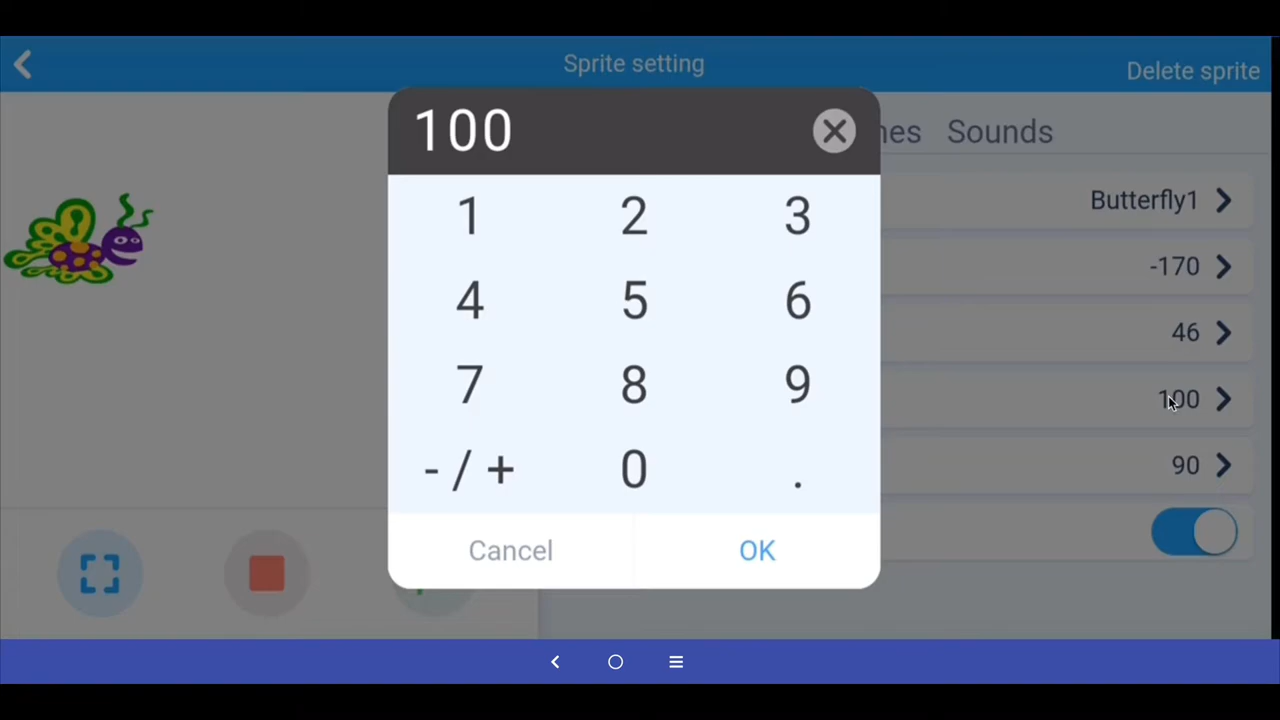 Sprite setting
Delete sprite
100
nes Sounds
1 2 3
Butterfly1
-170
4 5 6
46
7 8 9
100
- / + 0 .
90
Cancel OK